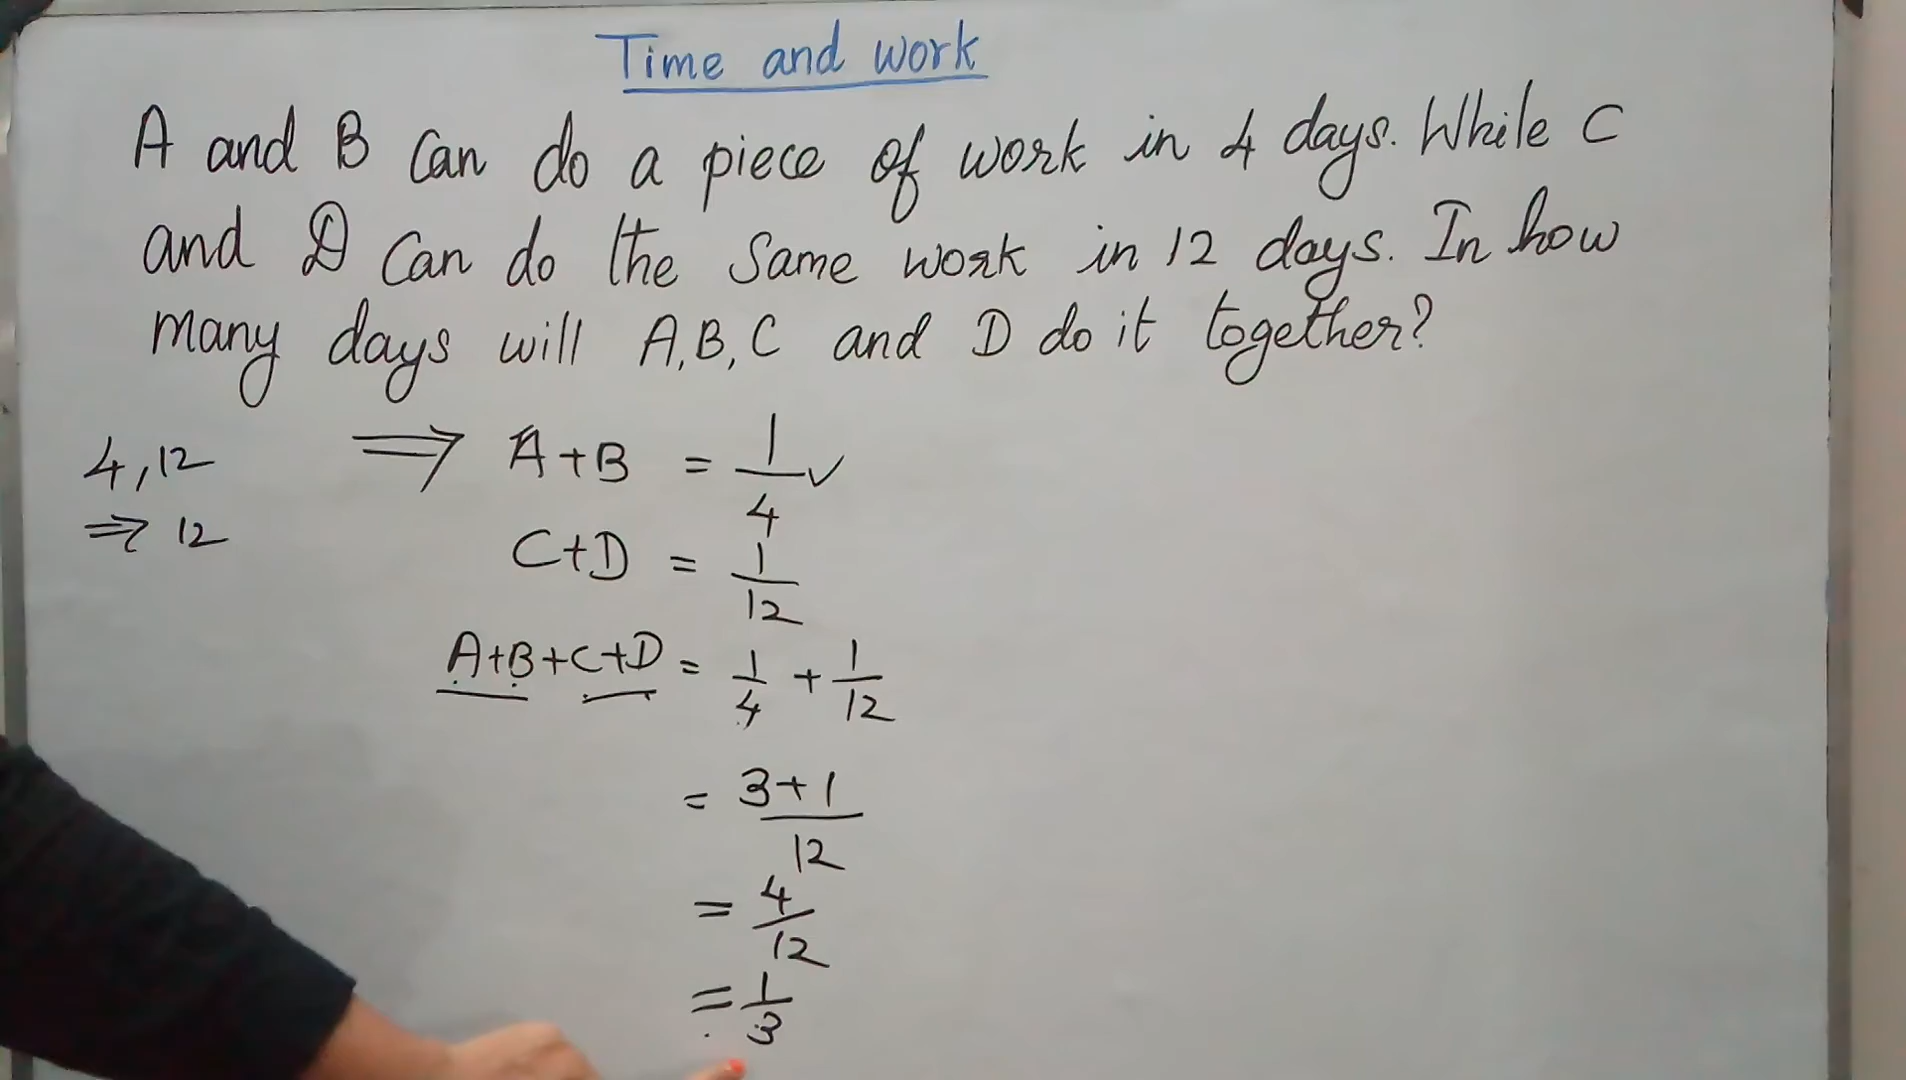 Time and work
A and B Can do a piece of work in 4 days. While C
and D Can do the Same work in 12 days. In how
many days will A, B, C and D do it together?
4, 12
⇒ 12
⇒ A+B = 1/4 ✓
C+D = 1/12
A+B+C+D = 1/4 + 1/12
= 3+1/12
= 4/12
= 1/3